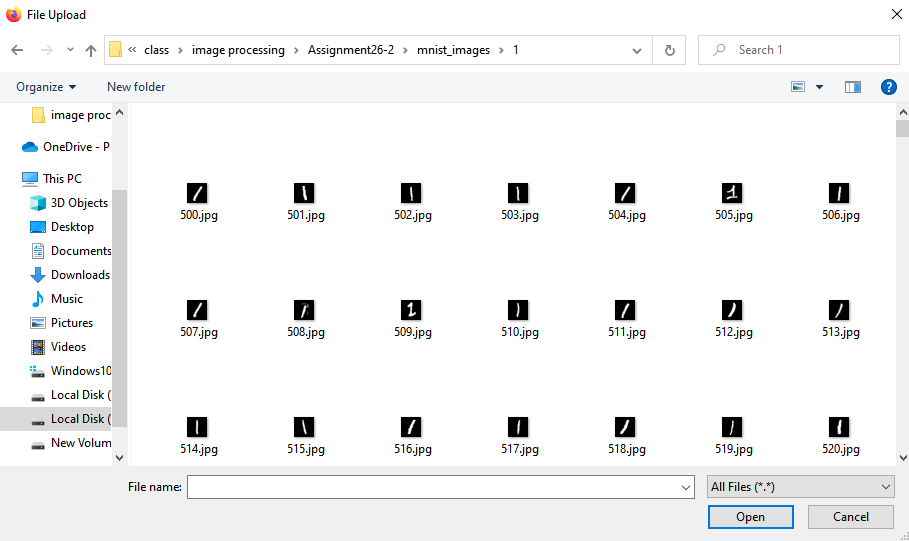 File Upload
« class › image processing › Assignment26-2 › mnist_images › 1
Search 1
Organize
New folder
?
image proc
OneDrive - P
This PC
3D Objects
Desktop
Documents
Downloads
Music
Pictures
Videos
Windows10
Local Disk (
Local Disk (
New Volum
500.jpg 501.jpg 502.jpg 503.jpg 504.jpg 505.jpg 506.jpg
507.jpg 508.jpg 509.jpg 510.jpg 511.jpg 512.jpg 513.jpg
514.jpg 515.jpg 516.jpg 517.jpg 518.jpg 519.jpg 520.jpg
File name:
All Files (*.*)
Open
Cancel